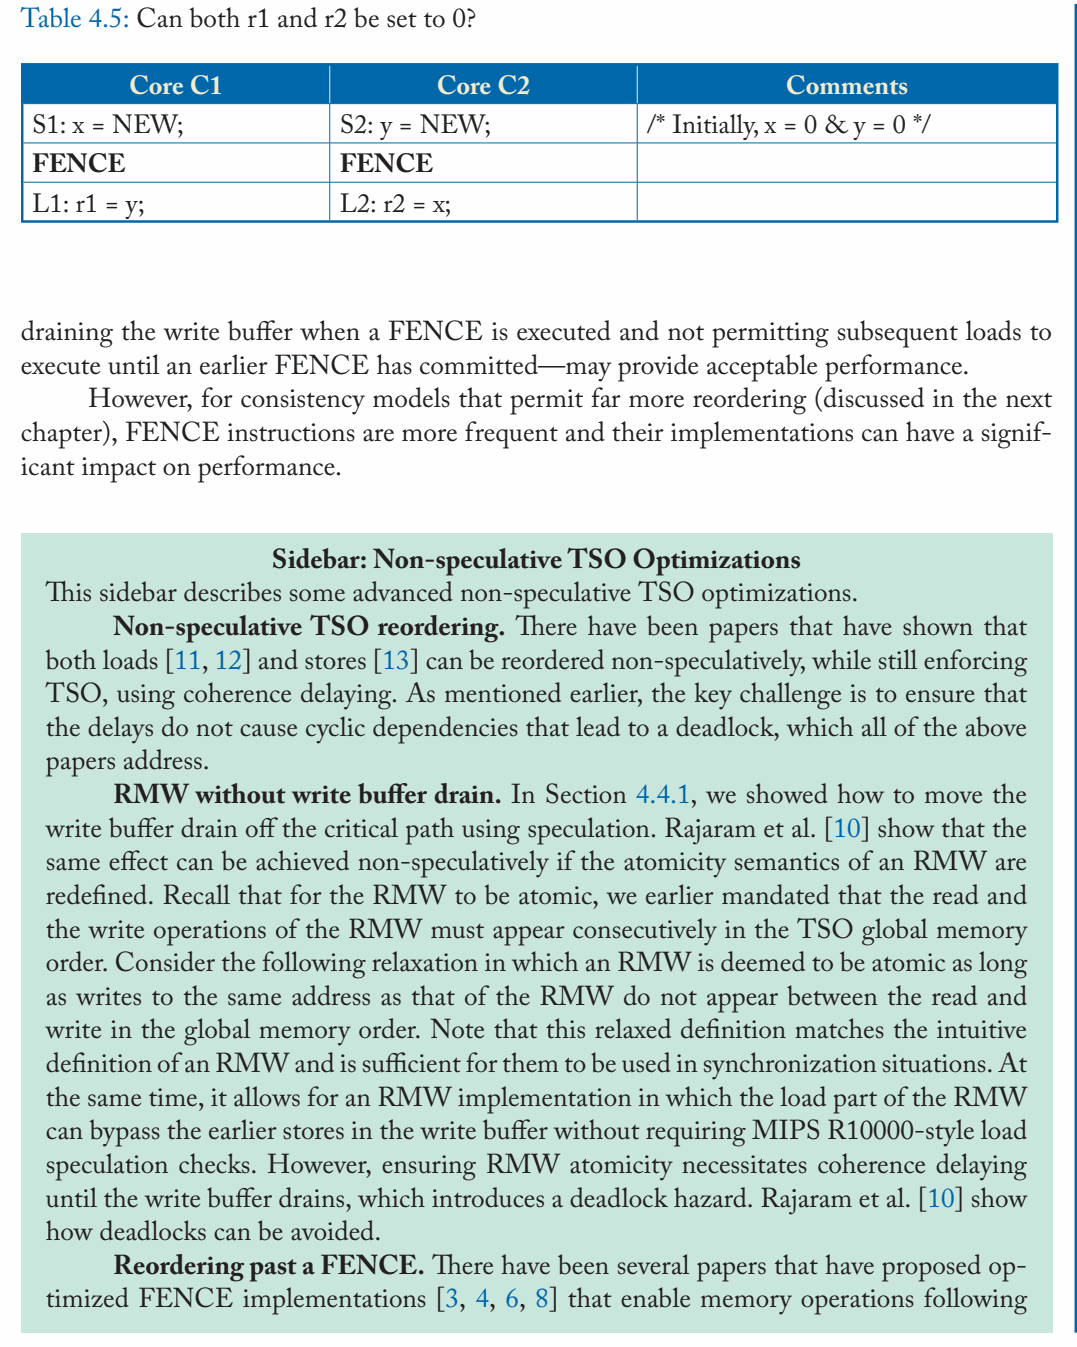 Table 4.5: Can both r1 and r2 be set to 0?
Core C1 Core C2 Comments
S1: x = NEW; S2: y = NEW; /* Initially, x = 0 & y = 0 */
FENCE FENCE
L1: r1 = y; L2: r2 = x;
draining the write buffer when a FENCE is executed and not permitting subsequent loads to
execute until an earlier FENCE has committed—may provide acceptable performance.
However, for consistency models that permit far more reordering (discussed in the next
chapter), FENCE instructions are more frequent and their implementations can have a signif-
icant impact on performance.
Sidebar: Non-speculative TSO Optimizations
This sidebar describes some advanced non-speculative TSO optimizations.
Non-speculative TSO reordering. There have been papers that have shown that
both loads [11, 12] and stores [13] can be reordered non-speculatively, while still enforcing
TSO, using coherence delaying. As mentioned earlier, the key challenge is to ensure that
the delays do not cause cyclic dependencies that lead to a deadlock, which all of the above
papers address.
RMW without write buffer drain. In Section 4.4.1, we showed how to move the
write buffer drain off the critical path using speculation. Rajaram et al. [10] show that the
same effect can be achieved non-speculatively if the atomicity semantics of an RMW are
redefined. Recall that for the RMW to be atomic, we earlier mandated that the read and
the write operations of the RMW must appear consecutively in the TSO global memory
order. Consider the following relaxation in which an RMW is deemed to be atomic as long
as writes to the same address as that of the RMW do not appear between the read and
write in the global memory order. Note that this relaxed definition matches the intuitive
definition of an RMW and is sufficient for them to be used in synchronization situations. At
the same time, it allows for an RMW implementation in which the load part of the RMW
can bypass the earlier stores in the write buffer without requiring MIPS R10000-style load
speculation checks. However, ensuring RMW atomicity necessitates coherence delaying
until the write buffer drains, which introduces a deadlock hazard. Rajaram et al. [10] show
how deadlocks can be avoided.
Reordering past a FENCE. There have been several papers that have proposed op-
timized FENCE implementations [3, 4, 6, 8] that enable memory operations following